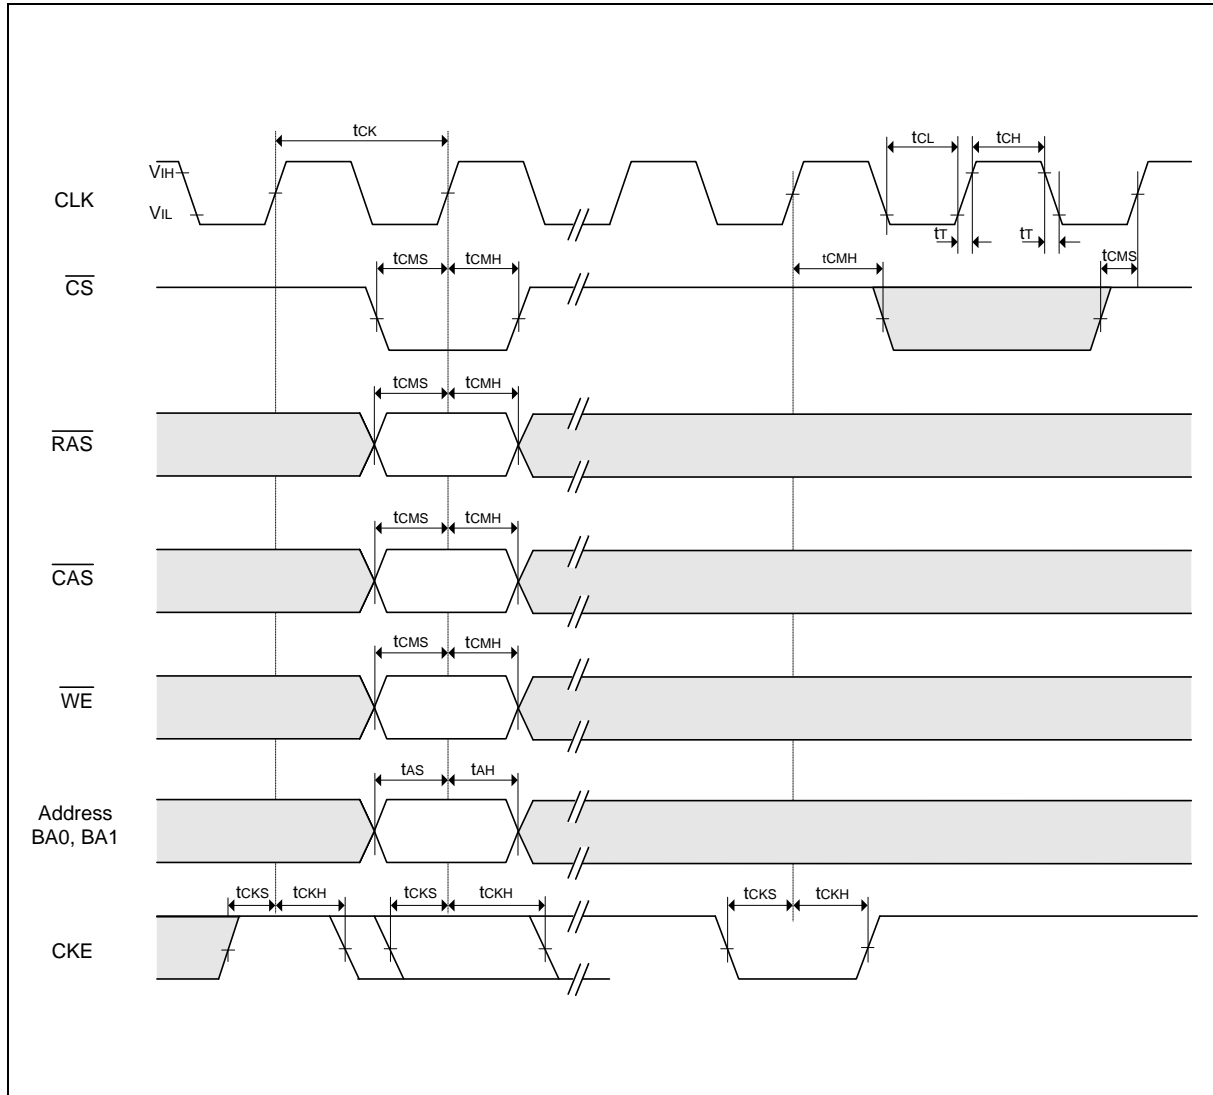 tCK
tCL
tCH
VIH
CLK
VIL
tT
tT
tCMS
tCMH
tCMH
tCMS
CS
tCMS
tCMH
RAS
tCMS
tCMH
CAS
tCMS
tCMH
WE
tAS
tAH
Address
BA0, BA1
tCKS
tCKH
tCKS
tCKH
tCKS
tCKH
CKE